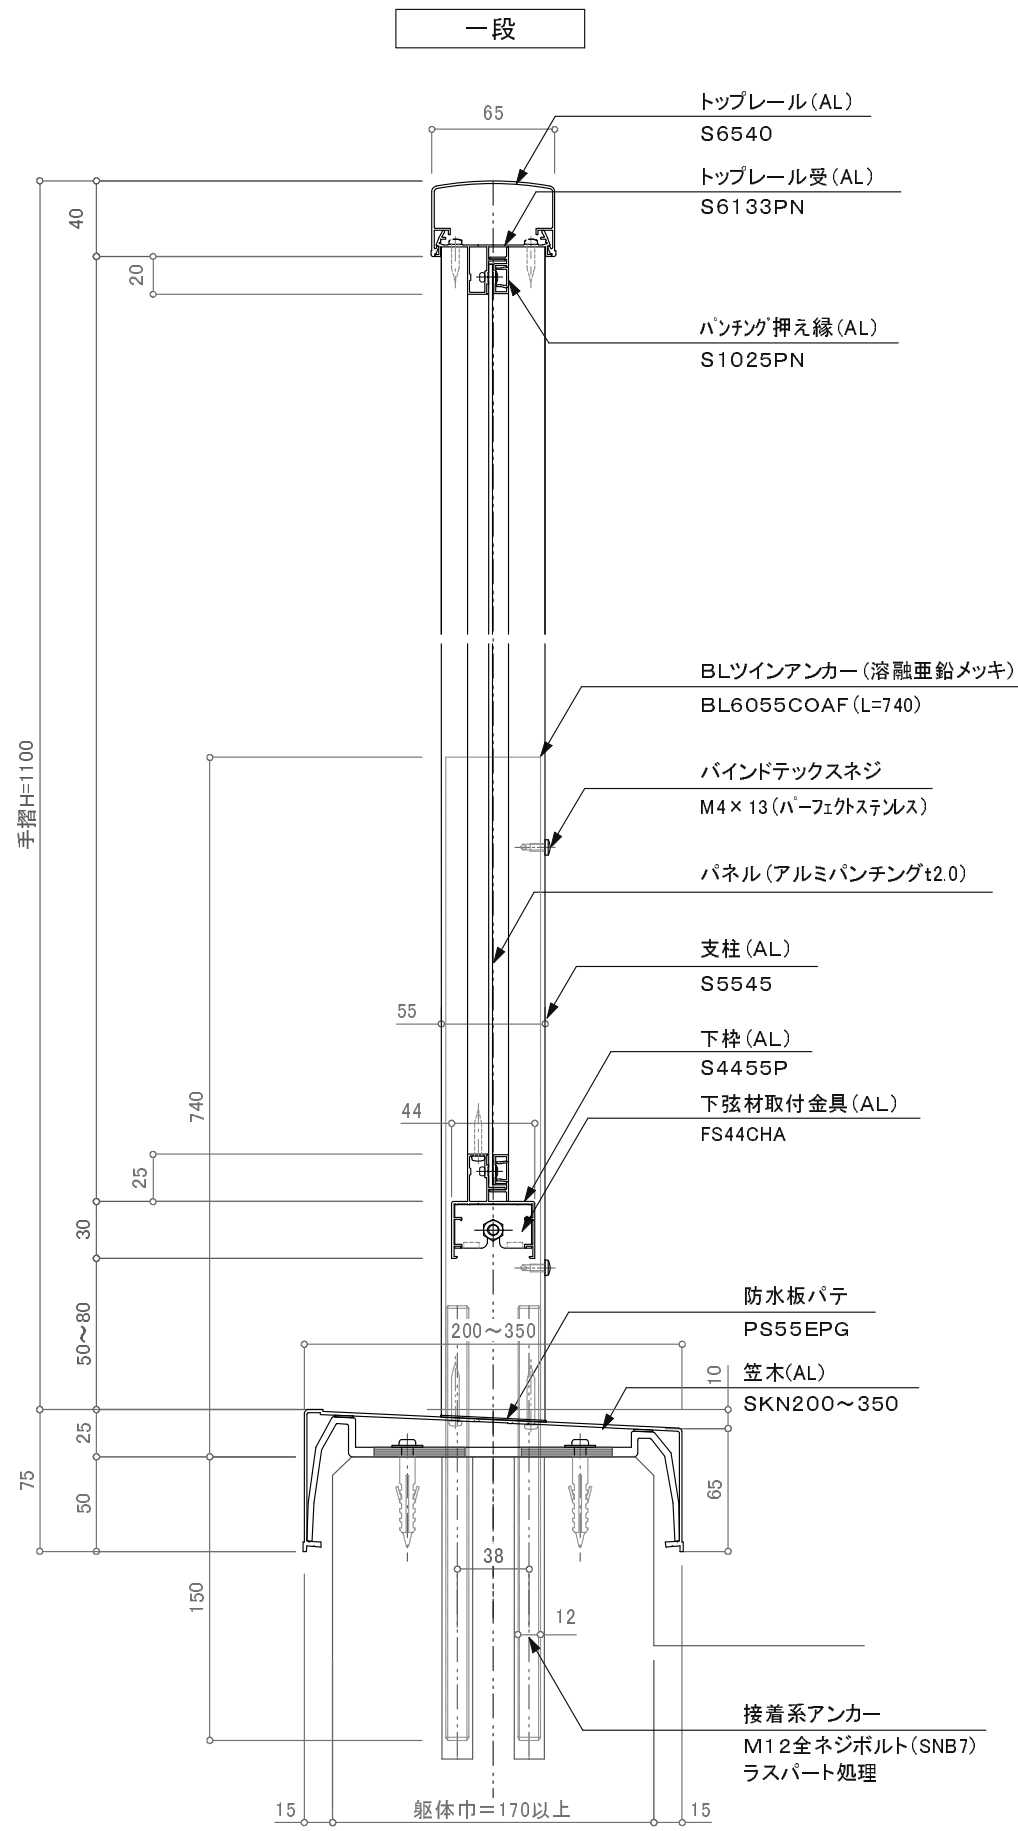 一段
65
トップレール(AL)
S6540
トップレール受(AL)
S6133PN
40
20
パンチング押え縁(AL)
S1025PN
手摺H=1100
BLツインアンカー(溶融亜鉛メッキ)
BL6055COAF(L=740)
バインドテックスネジ
M4×13(パーフェクトステンレス)
パネル(アルミパンチングt2.0)
支柱(AL)
S5545
55
下枠(AL)
S4455P
740
44
下弦材取付金具(AL)
FS44CHA
25
30
防水板パテ
PS55EPG
50~80
200~350
10
笠木(AL)
SKN200~350
25
75
50
65
38
150
12
接着系アンカー
M12全ネジボルト(SNB7)
ラスパート処理
15
躯体巾=170以上
15